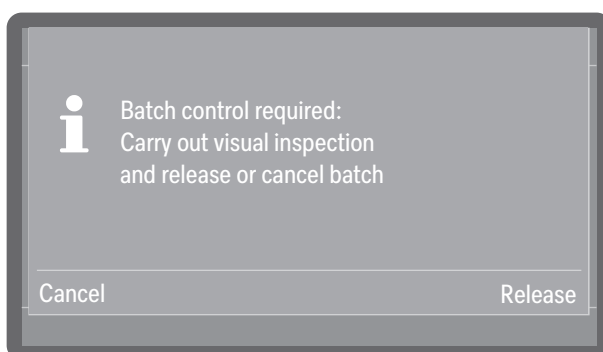 Batch control required:
Carry out visual inspection
and release or cancel batch
Cancel Release